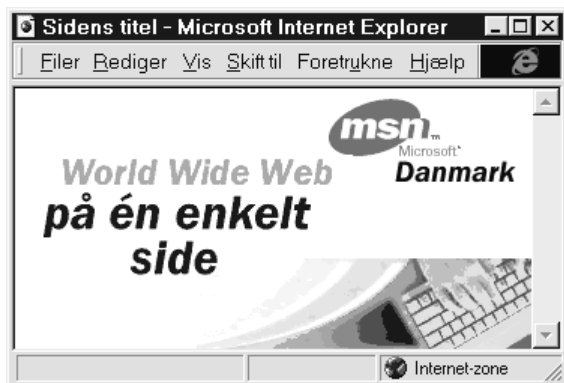 Sidens titel - Microsoft Internet Explorer
Filer Rediger Vis Skift til Foretrukne Hjælp
msn™
Microsoft®
Danmark
World Wide Web
på én enkelt
side
Internet-zone